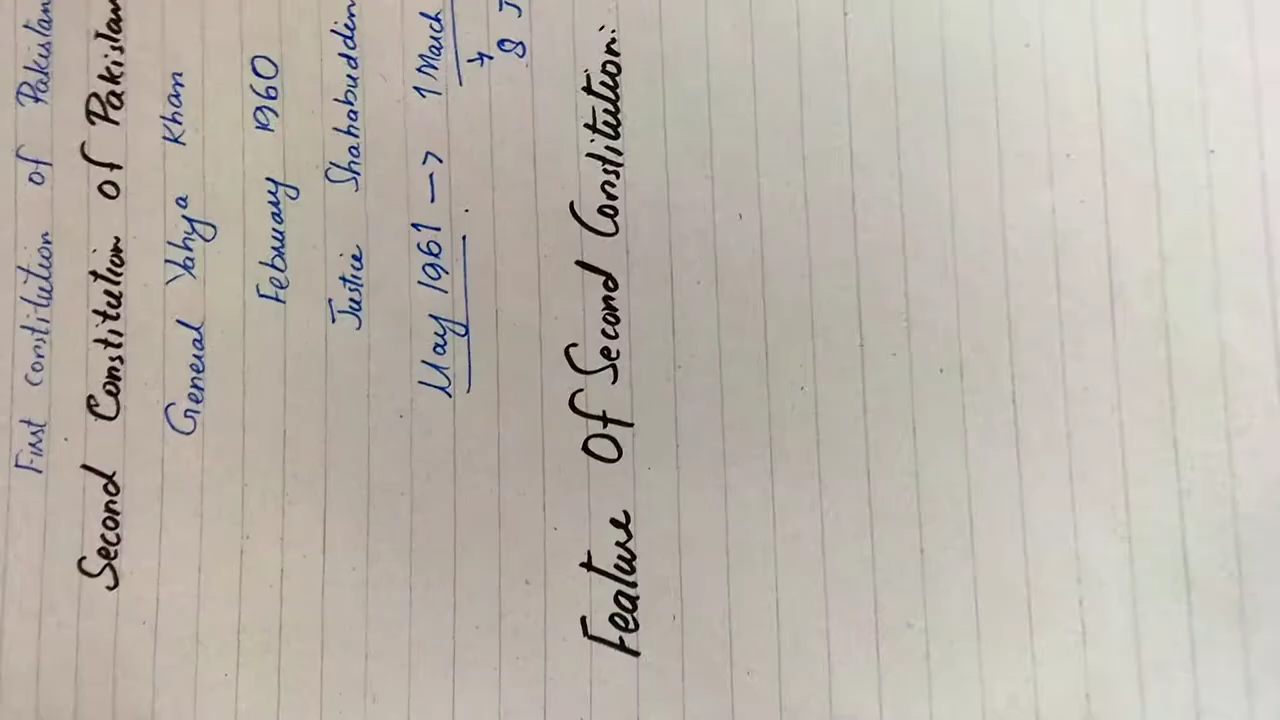 First constitution of Pakistan
Second Constitution of Pakistan
General Yahya Khan
February 1960
Justice Shahabuddin
May 1961 → 1 March
↳ 8 J
Feature Of Second Constitution: